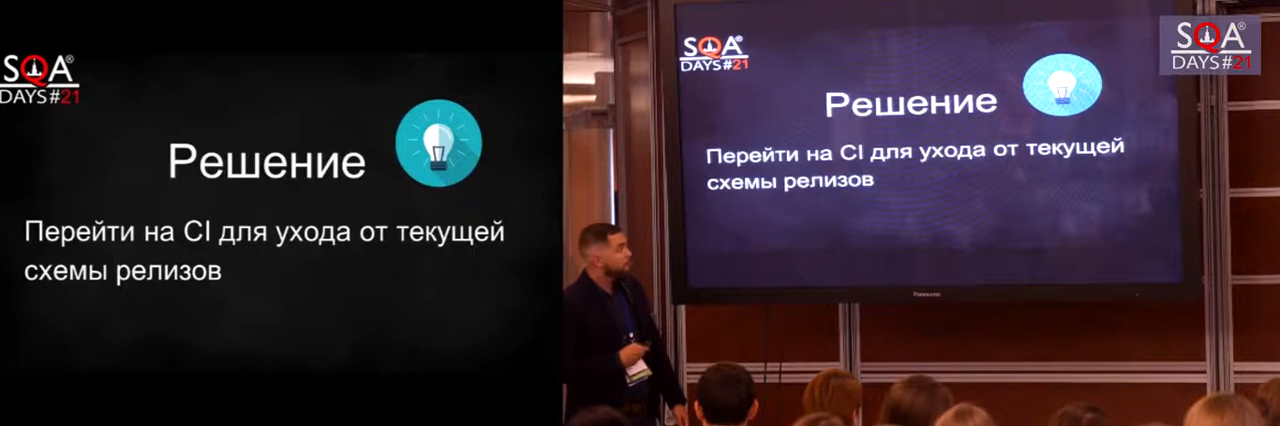 SQA®
DAYS#21
Решение
Перейти на CI для ухода от текущей
схемы релизов
SQA®
DAYS#21
Решение
Перейти на CI для ухода от текущей
схемы релизов
Panasonic
SQA®
DAYS#21